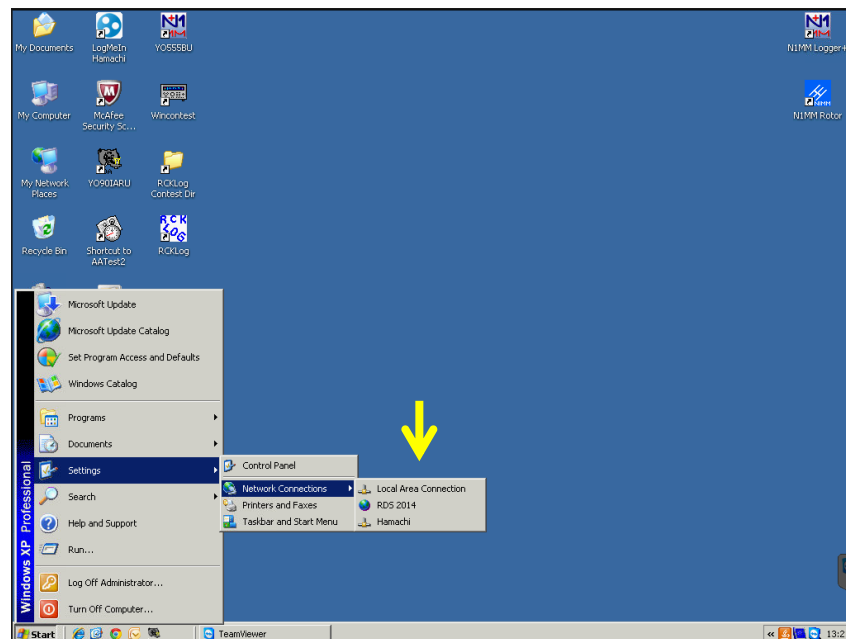 My Documents
LogMeIn
Hamachi
YO5SSBU
N1MM Logger+
My Computer
McAfee
Security Sc...
Wincontest
N1MM Rotor
My Network
Places
YO90IARU
RCKLog
Contest Dir
Recycle Bin
Shortcut to
AATest2
RCK
LOG
RCKLog
Microsoft Update
Microsoft Update Catalog
Set Program Access and Defaults
Windows Catalog
Programs
Documents
Settings
Search
Help and Support
Run...
Log Off Administrator...
Turn Off Computer...
Windows XP Professional
Control Panel
Network Connections
Printers and Faxes
Taskbar and Start Menu
Local Area Connection
RDS 2014
Hamachi
Start
TeamViewer